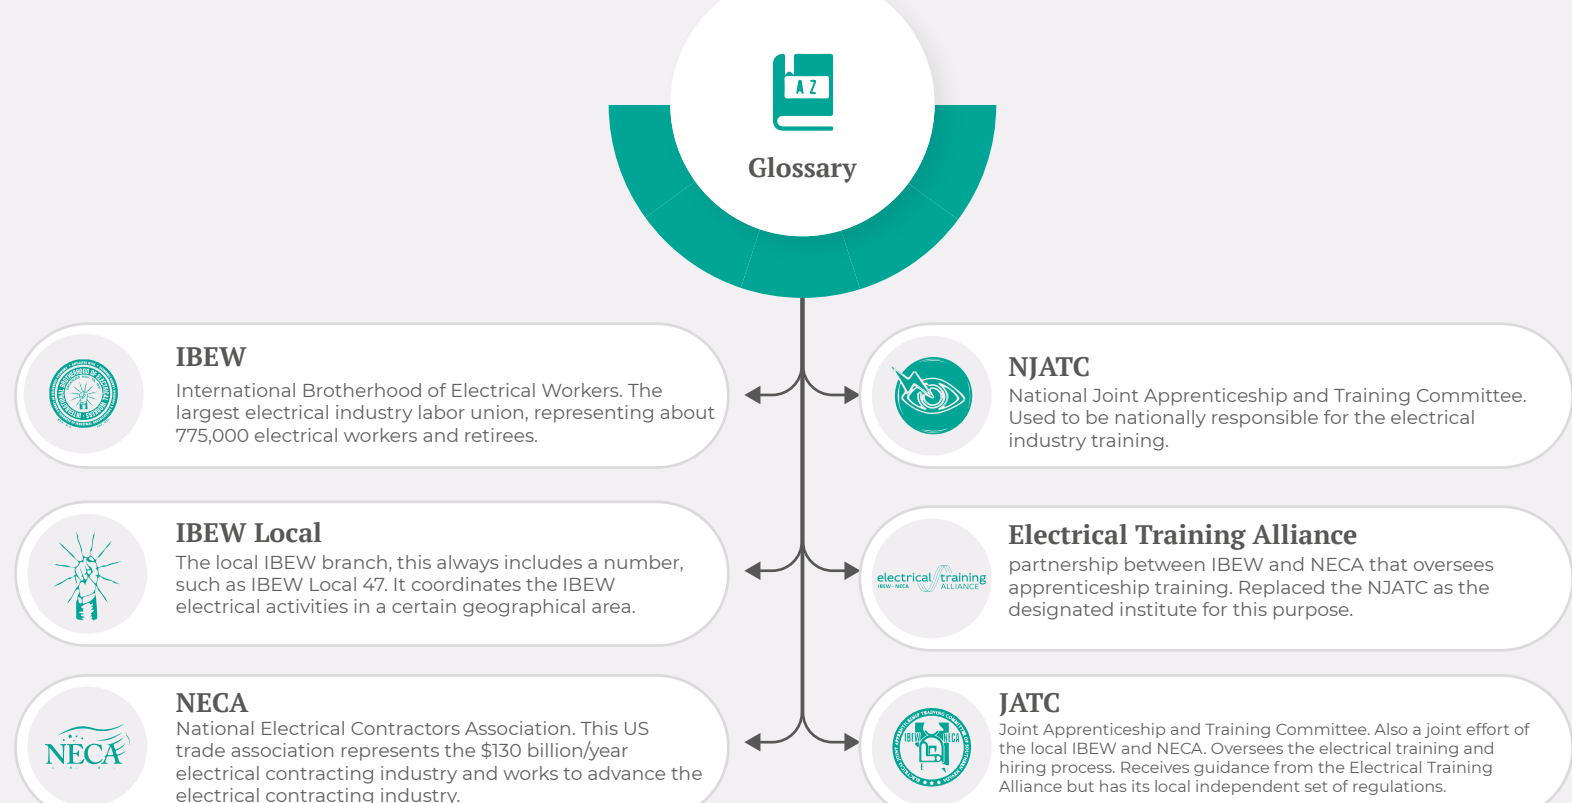 A Z
Glossary
IBEW
International Brotherhood of Electrical Workers. The
largest electrical industry labor union, representing about
775,000 electrical workers and retirees.
IBEW Local
The local IBEW branch, this always includes a number,
such as IBEW Local 47. It coordinates the IBEW
electrical activities in a certain geographical area.
NECA
NECA
National Electrical Contractors Association. This US
trade association represents the $130 billion/year
electrical contracting industry and works to advance the
electrical contracting industry.
NJATC
National Joint Apprenticeship and Training Committee.
Used to be nationally responsible for the electrical
industry training.
electrical training
IBEW - NECA ALLIANCE
Electrical Training Alliance
partnership between IBEW and NECA that oversees
apprenticeship training. Replaced the NJATC as the
designated institute for this purpose.
IBEW NECA
JATC
Joint Apprenticeship and Training Committee. Also a joint effort of
the local IBEW and NECA. Oversees the electrical training and
hiring process. Receives guidance from the Electrical Training
Alliance but has its local independent set of regulations.